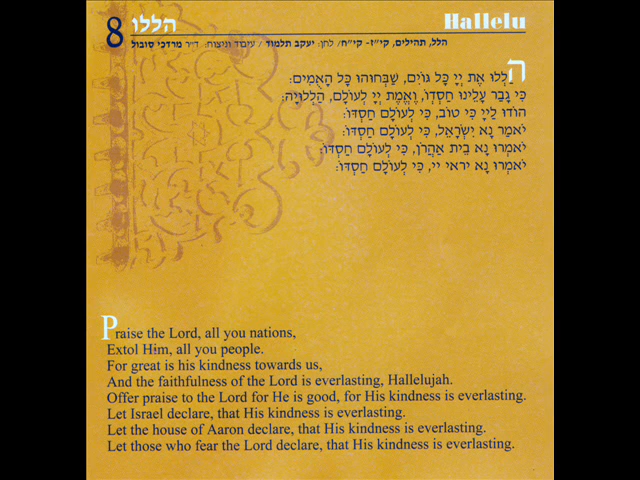 8 הללו Hallelu
הלל, תהילים, קי"ז- קי"ח/ לחן: יעקב תלמוד / עיבוד וניצוח: ד"ר מרדכי סובול
הַלְלוּ אֶת יְיָ כָּל גּוֹיִם, שַׁבְּחוּהוּ כָּל הָאֻמִּים:
כִּי גָבַר עָלֵינוּ חַסְדּוֹ, וֶאֱמֶת יְיָ לְעוֹלָם, הַלְלוּיָהּ:
הוֹדוּ לַייָ כִּי טוֹב, כִּי לְעוֹלָם חַסְדּוֹ:
יֹאמַר נָא יִשְׂרָאֵל, כִּי לְעוֹלָם חַסְדּוֹ:
יֹאמְרוּ נָא בֵית אַהֲרֹן, כִּי לְעוֹלָם חַסְדּוֹ:
יֹאמְרוּ נָא יִרְאֵי יְיָ, כִּי לְעוֹלָם חַסְדּוֹ:
Praise the Lord, all you nations,
Extol Him, all you people.
For great is his kindness towards us,
And the faithfulness of the Lord is everlasting, Hallelujah.
Offer praise to the Lord for He is good, for His kindness is everlasting.
Let Israel declare, that His kindness is everlasting.
Let the house of Aaron declare, that His kindness is everlasting.
Let those who fear the Lord declare, that His kindness is everlasting.